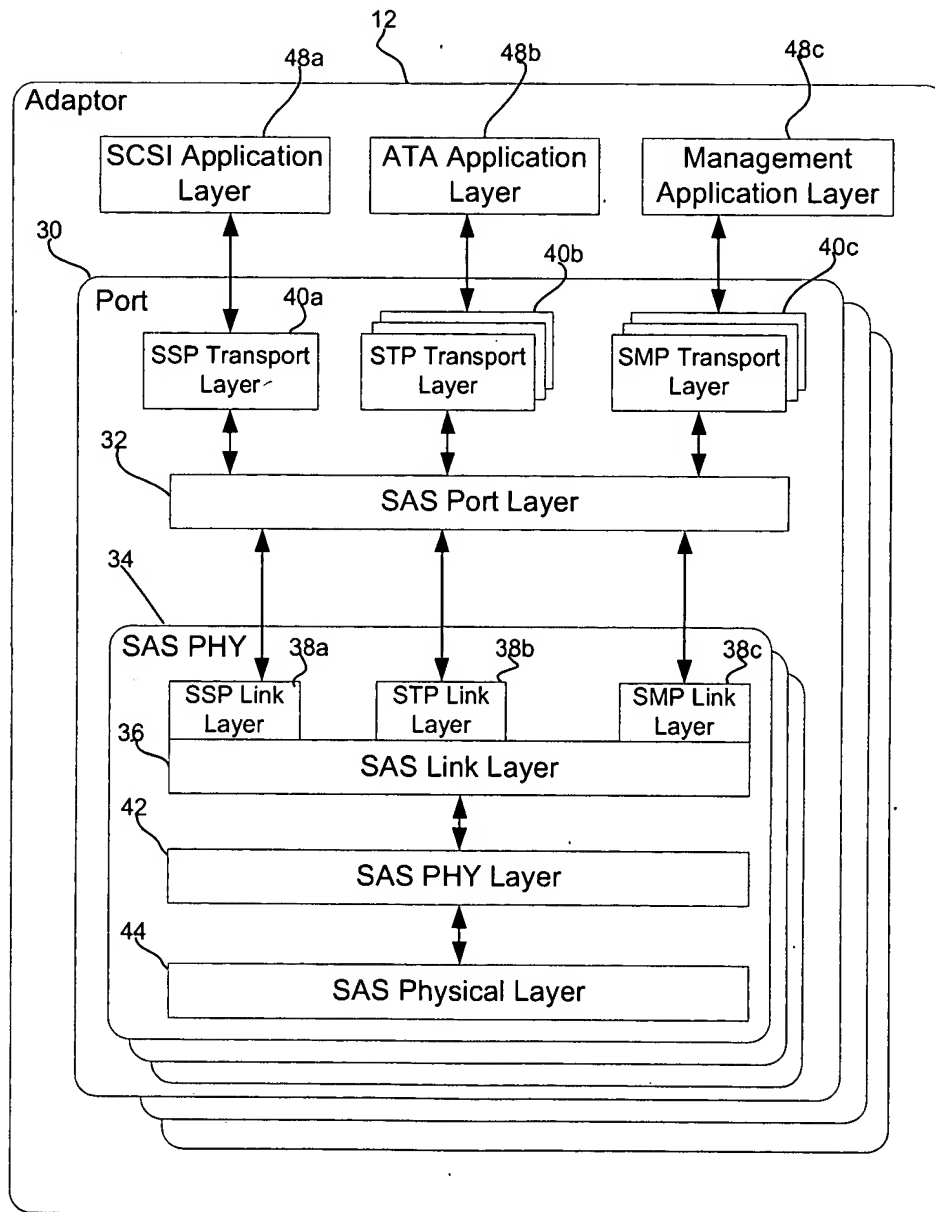 12
48a
48b
48c
Adaptor
SCSI Application
Layer
ATA Application
Layer
Management
Application Layer
30
40b
40c
Port
40a
SSP Transport
Layer
STP Transport
Layer
SMP Transport
Layer
32
SAS Port Layer
34
SAS PHY
38a
38b
38c
SSP Link
Layer
STP Link
Layer
SMP Link
Layer
36
SAS Link Layer
42
SAS PHY Layer
44
SAS Physical Layer